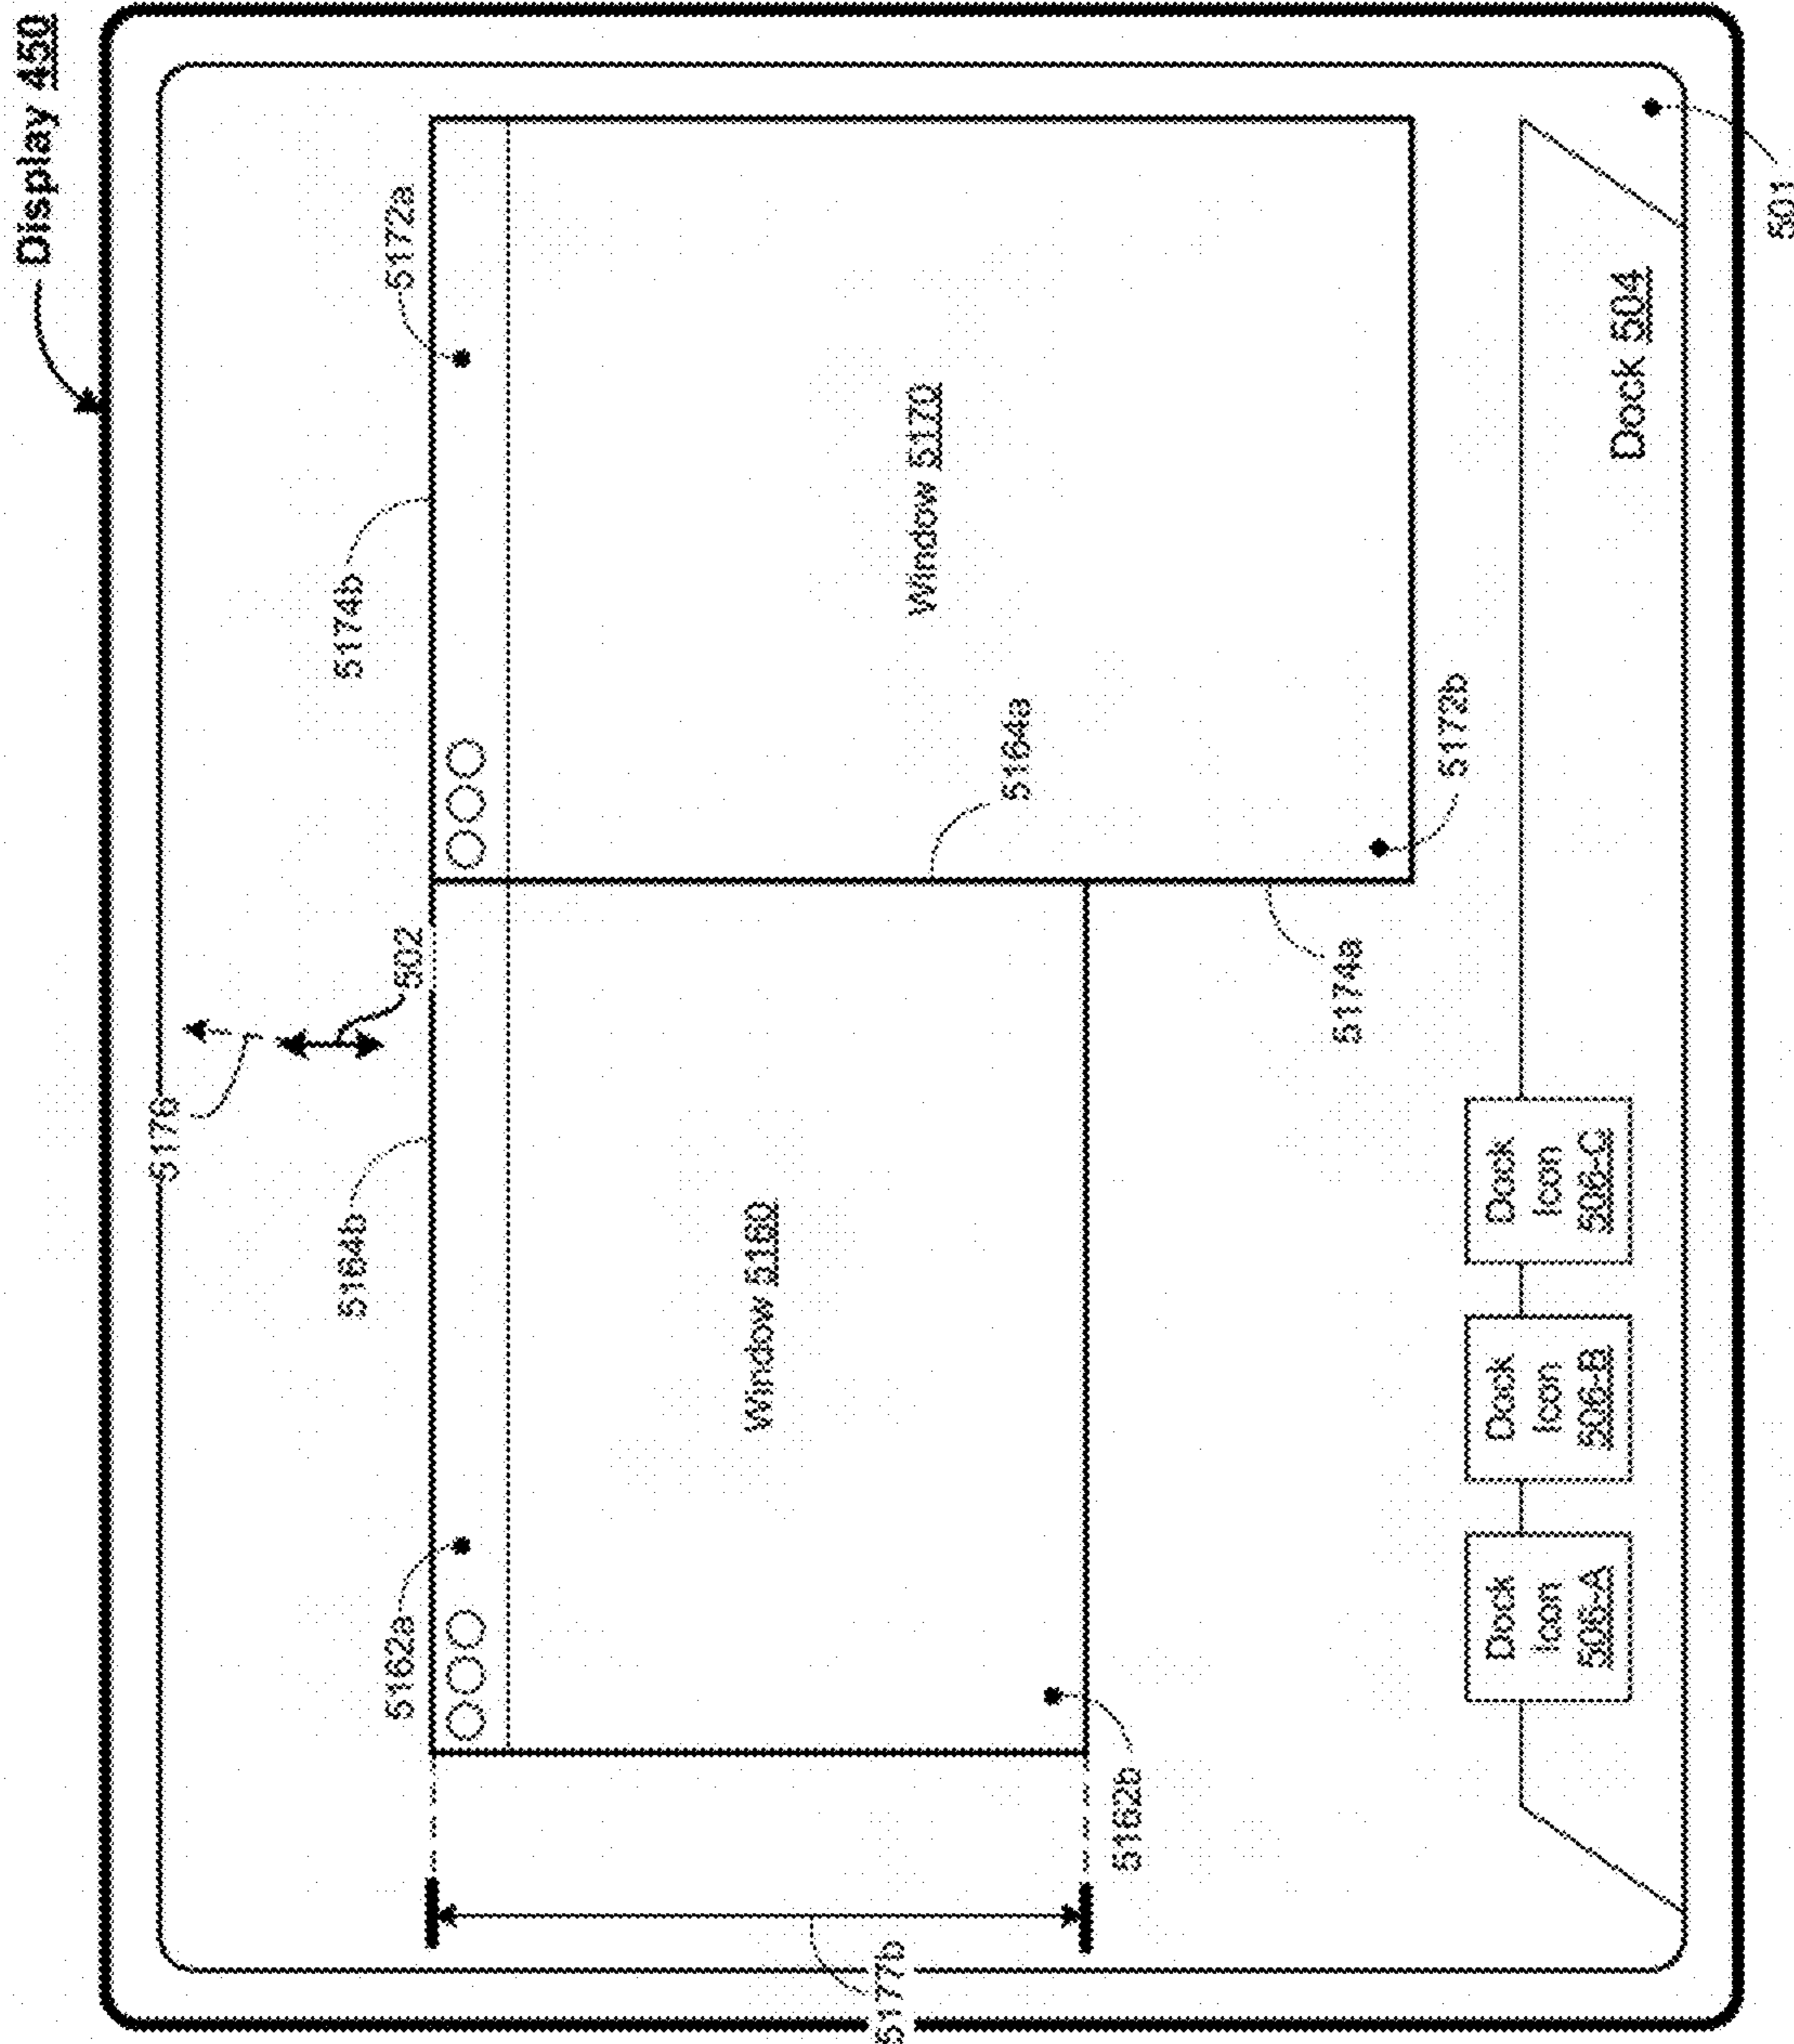 Display 450
5176
5164b
5174b
5162a
502
5172a
Window 5160
5177b
Window 5170
5164a
5162b
5174a
5172b
Dock
Icon
506-A
Dock
Icon
506-B
Dock
Icon
506-C
Dock 504
501